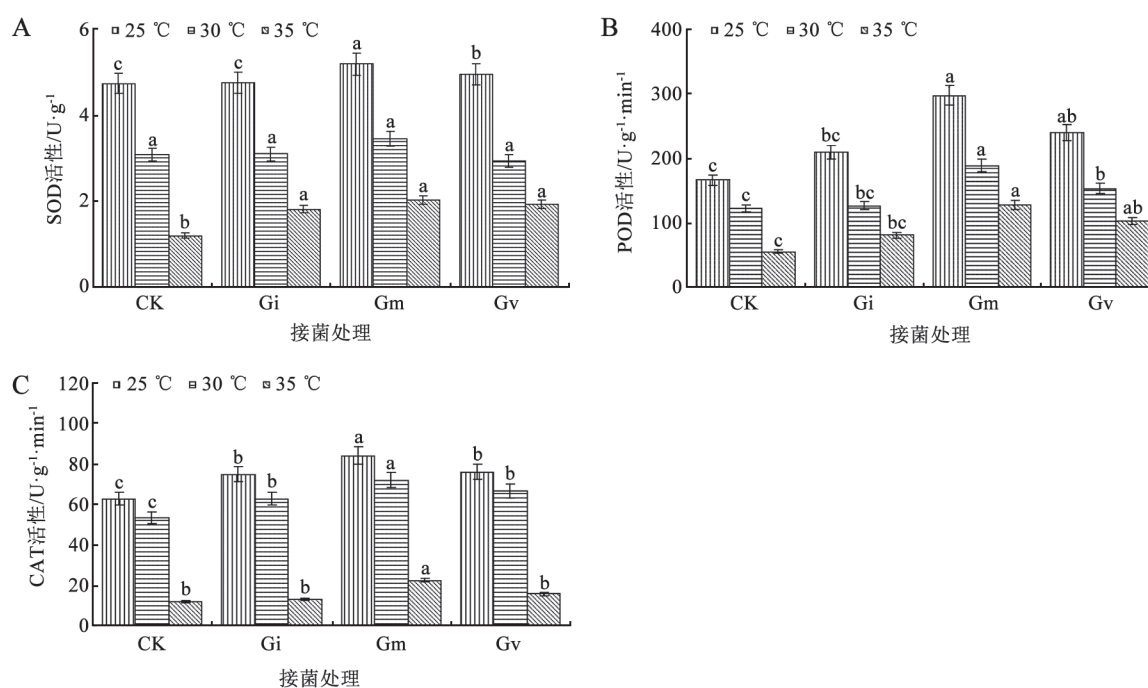 A
25 ℃ 30 ℃ 35 ℃
SOD活性/U·g⁻¹
6
4
2
0
c c a b
a a a a
b a a a
CK Gi Gm Gv
接菌处理
B
25 ℃ 30 ℃ 35 ℃
POD活性/U·g⁻¹·min⁻¹
400
300
200
100
0
c bc a ab
c bc a b
c bc a ab
CK Gi Gm Gv
接菌处理
C
25 ℃ 30 ℃ 35 ℃
CAT活性/U·g⁻¹·min⁻¹
120
100
80
60
40
20
0
c b a b
c b a b
b b a b
CK Gi Gm Gv
接菌处理